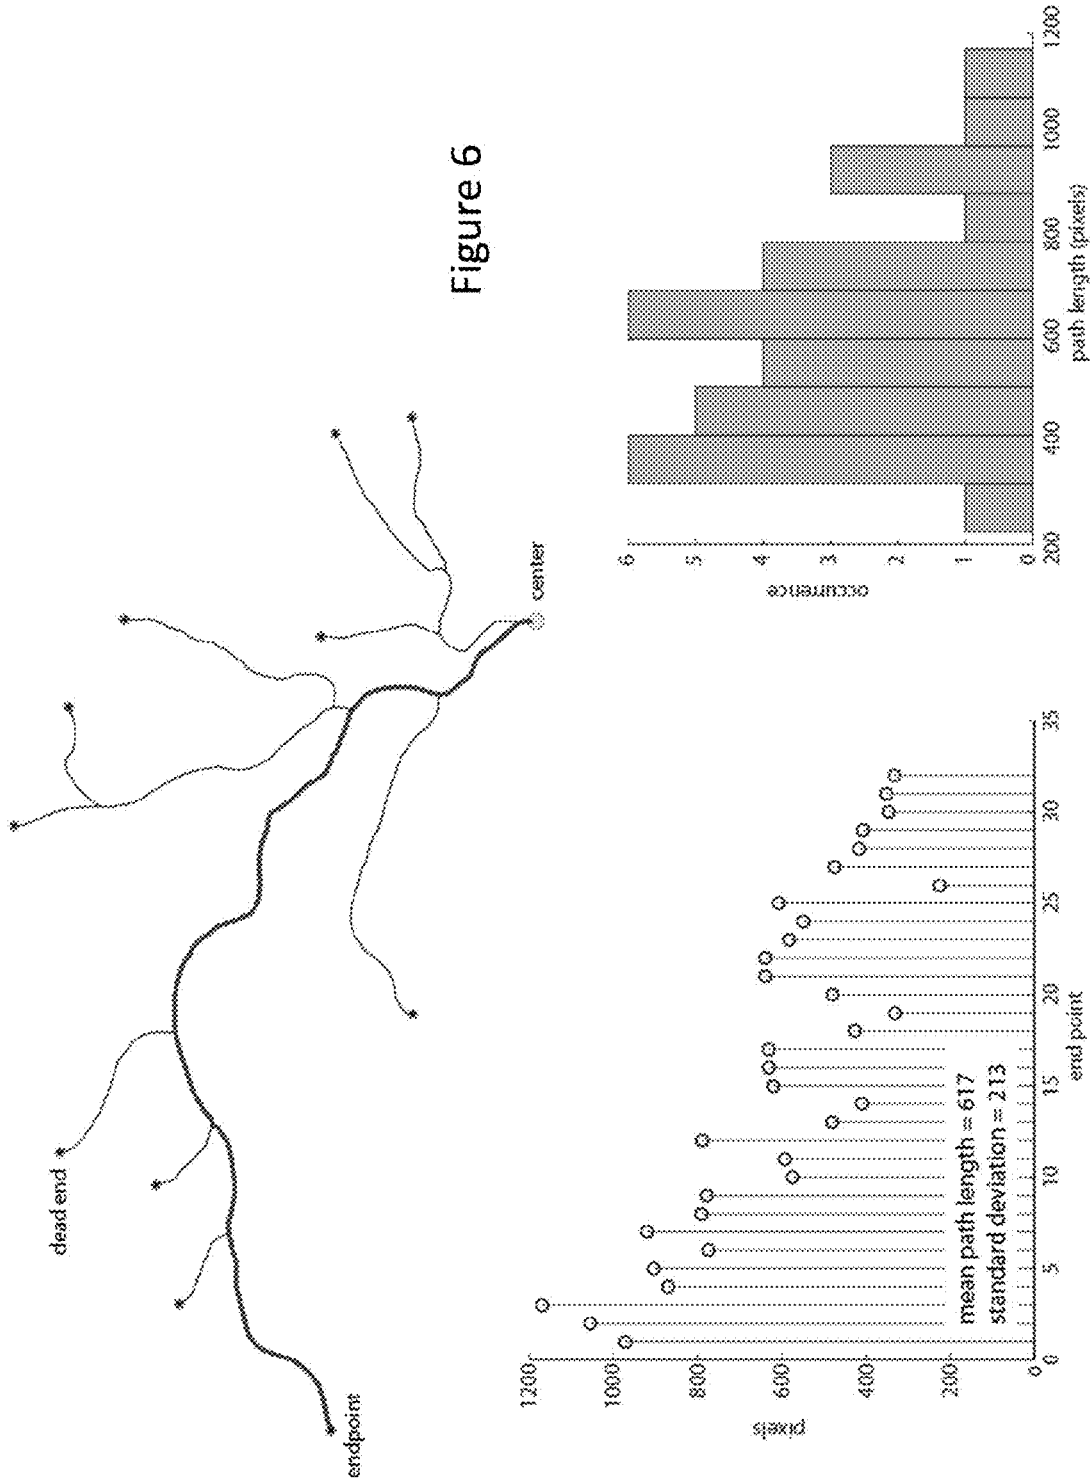 dead end
endpoint
center
Figure 6
pixels
1200
1000
800
600
400
200
0
mean path length = 617
standard deviation = 213
0
5
10
15
20
25
30
35
end point
occurrence
6
5
4
3
2
1
0
200
400
600
800
1000
1200
path length (pixels)